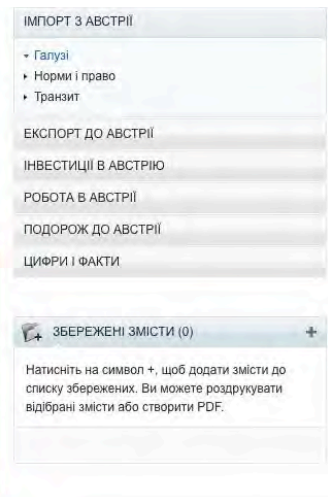 ІМПОРТ З АВСТРІЇ
Галузі
Норми і право
Транзит
ЕКСПОРТ ДО АВСТРІЇ
ІНВЕСТИЦІЇ В АВСТРІЮ
РОБОТА В АВСТРІЇ
ПОДОРОЖ ДО АВСТРІЇ
ЦИФРИ І ФАКТИ
ЗБЕРЕЖЕНІ ЗМІСТИ (0)
Натисніть на символ +, щоб додати змісти до
списку збережених. Ви можете роздрукувати
відібрані змісти або створити PDF.